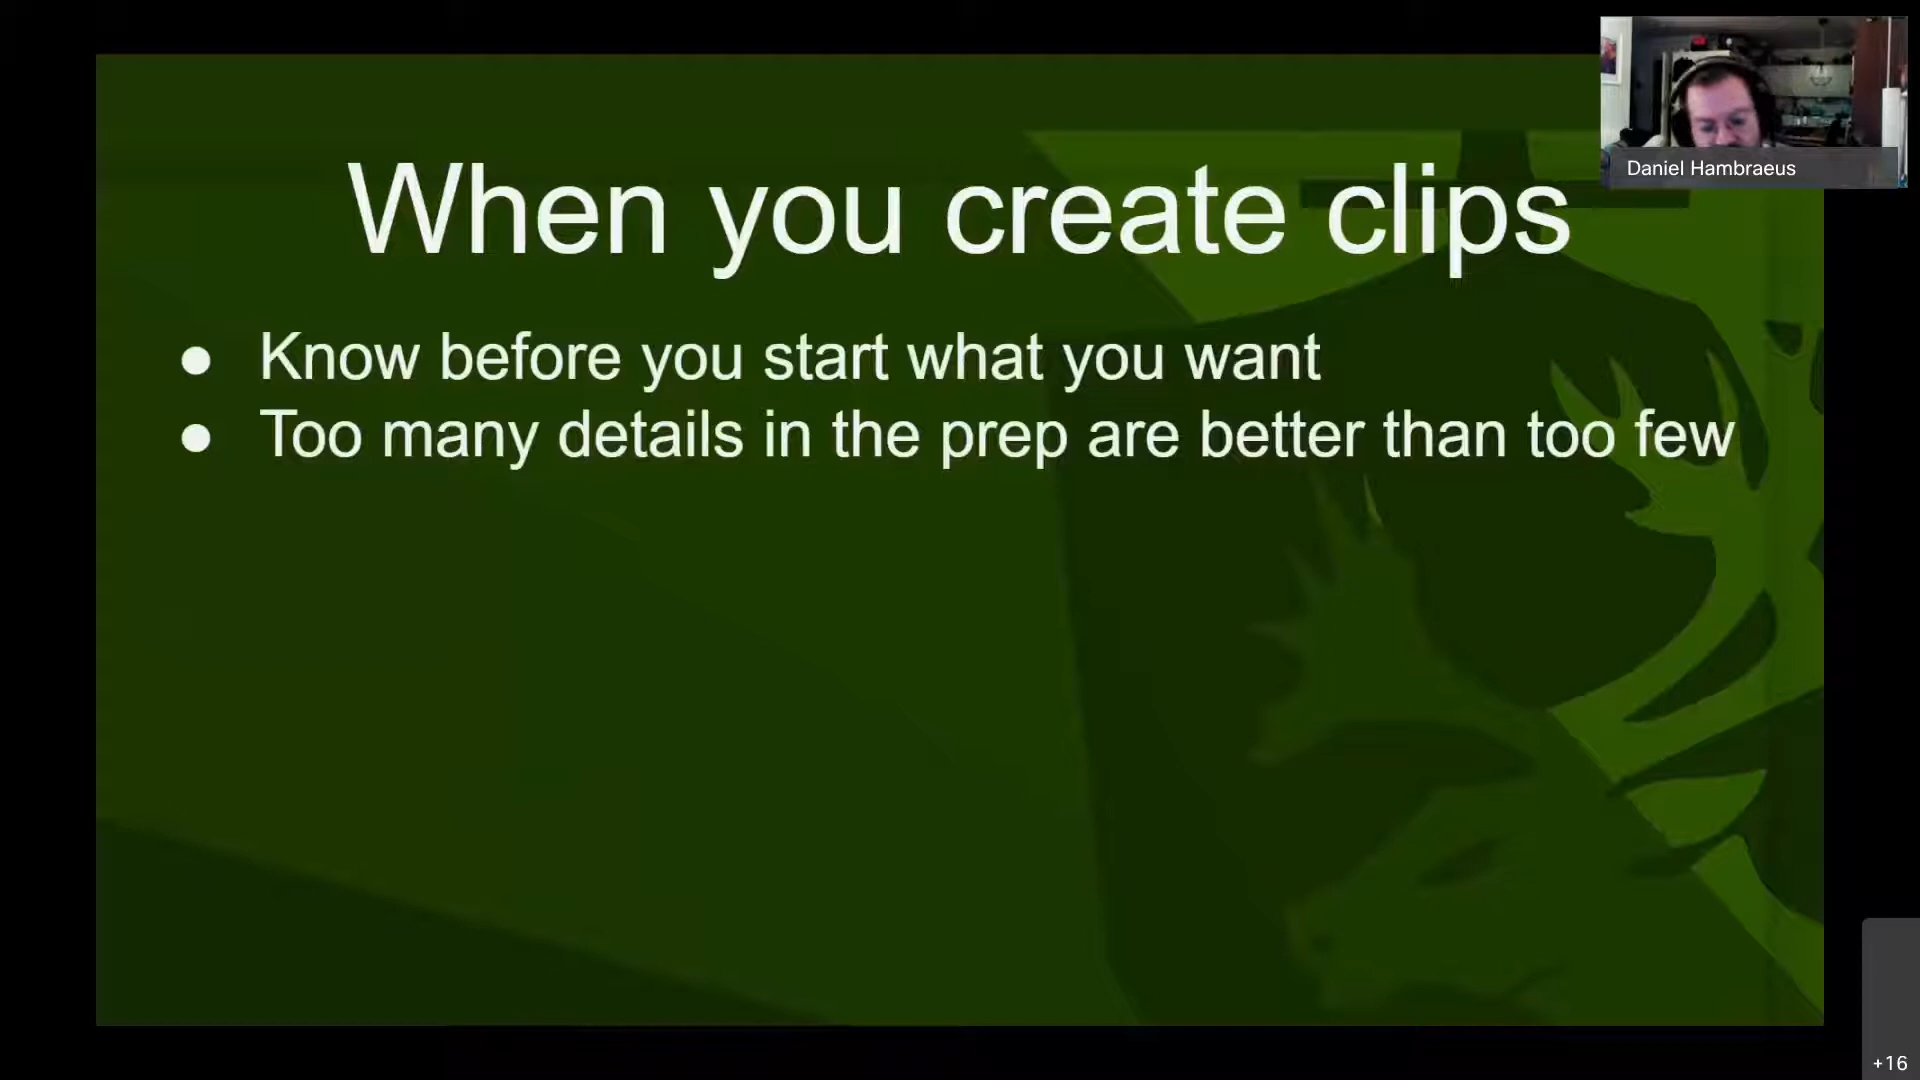 Daniel Hambraeus
When you create clips
● Know before you start what you want
● Too many details in the prep are better than too few
+16